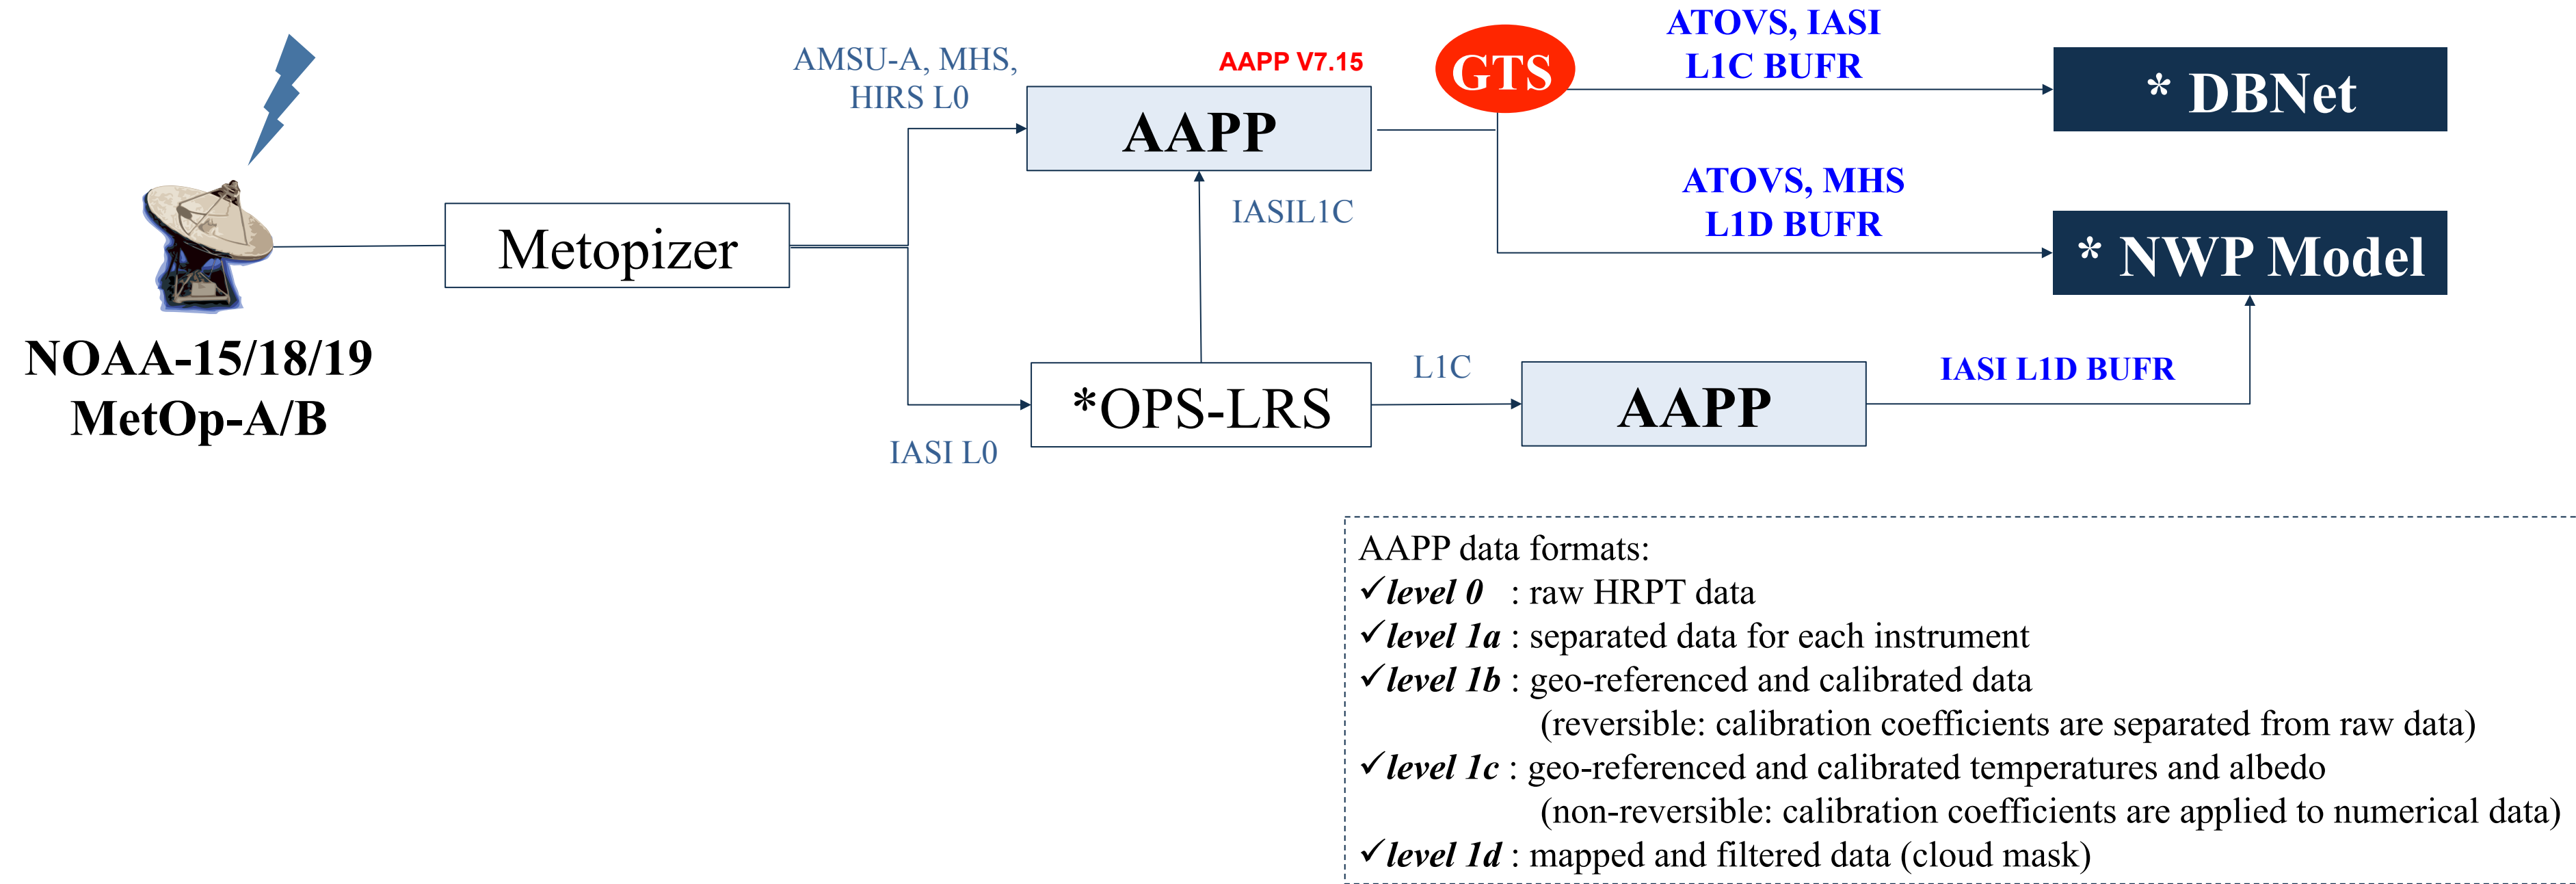 ATOVS, IASI
L1C BUFR
AMSU-A, MHS,
HIRS L0
AAPP V7.15
GTS
* DBNet
AAPP
ATOVS, MHS
L1D BUFR
IASIL1C
Metopizer
* NWP Model
NOAA-15/18/19
MetOp-A/B
*OPS-LRS
L1C
AAPP
IASI L1D BUFR
IASI L0
AAPP data formats:
✓level 0 : raw HRPT data
✓level 1a : separated data for each instrument
✓level 1b : geo-referenced and calibrated data
(reversible: calibration coefficients are separated from raw data)
✓level 1c : geo-referenced and calibrated temperatures and albedo
(non-reversible: calibration coefficients are applied to numerical data)
✓level 1d : mapped and filtered data (cloud mask)